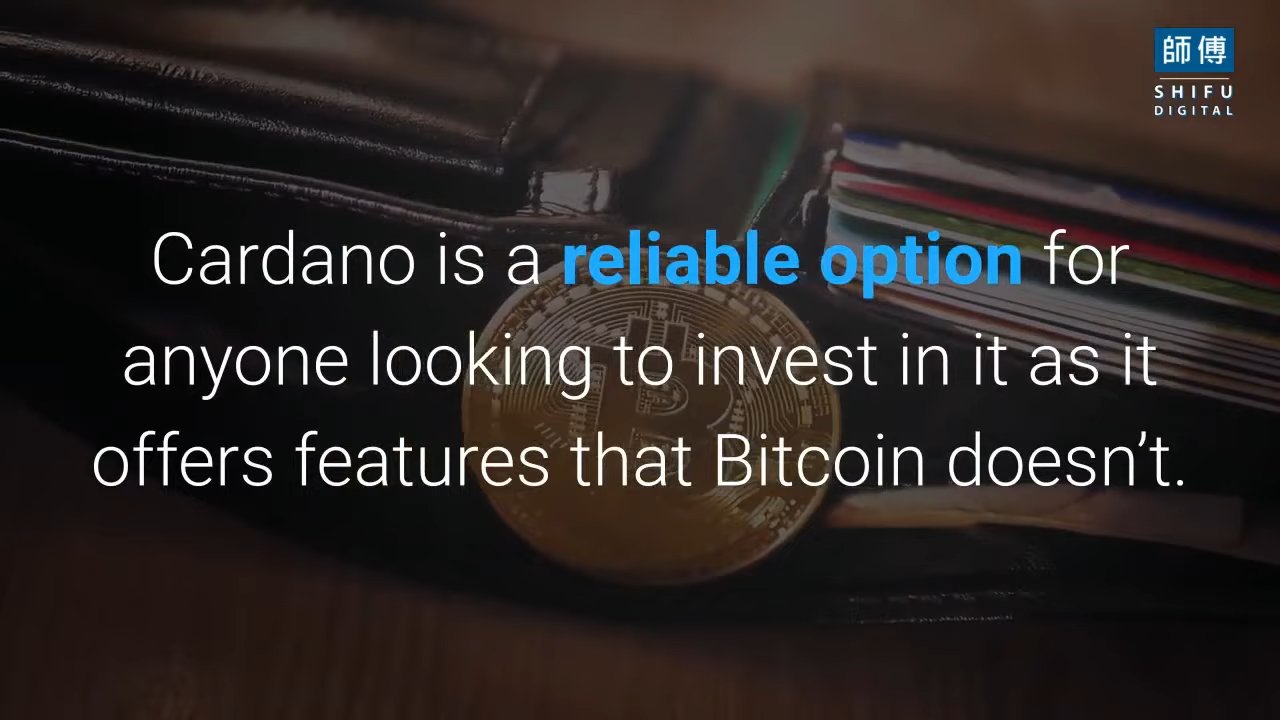 師傅
SHIFU
DIGITAL
Cardano is a reliable option for
anyone looking to invest in it as it
offers features that Bitcoin doesn’t.